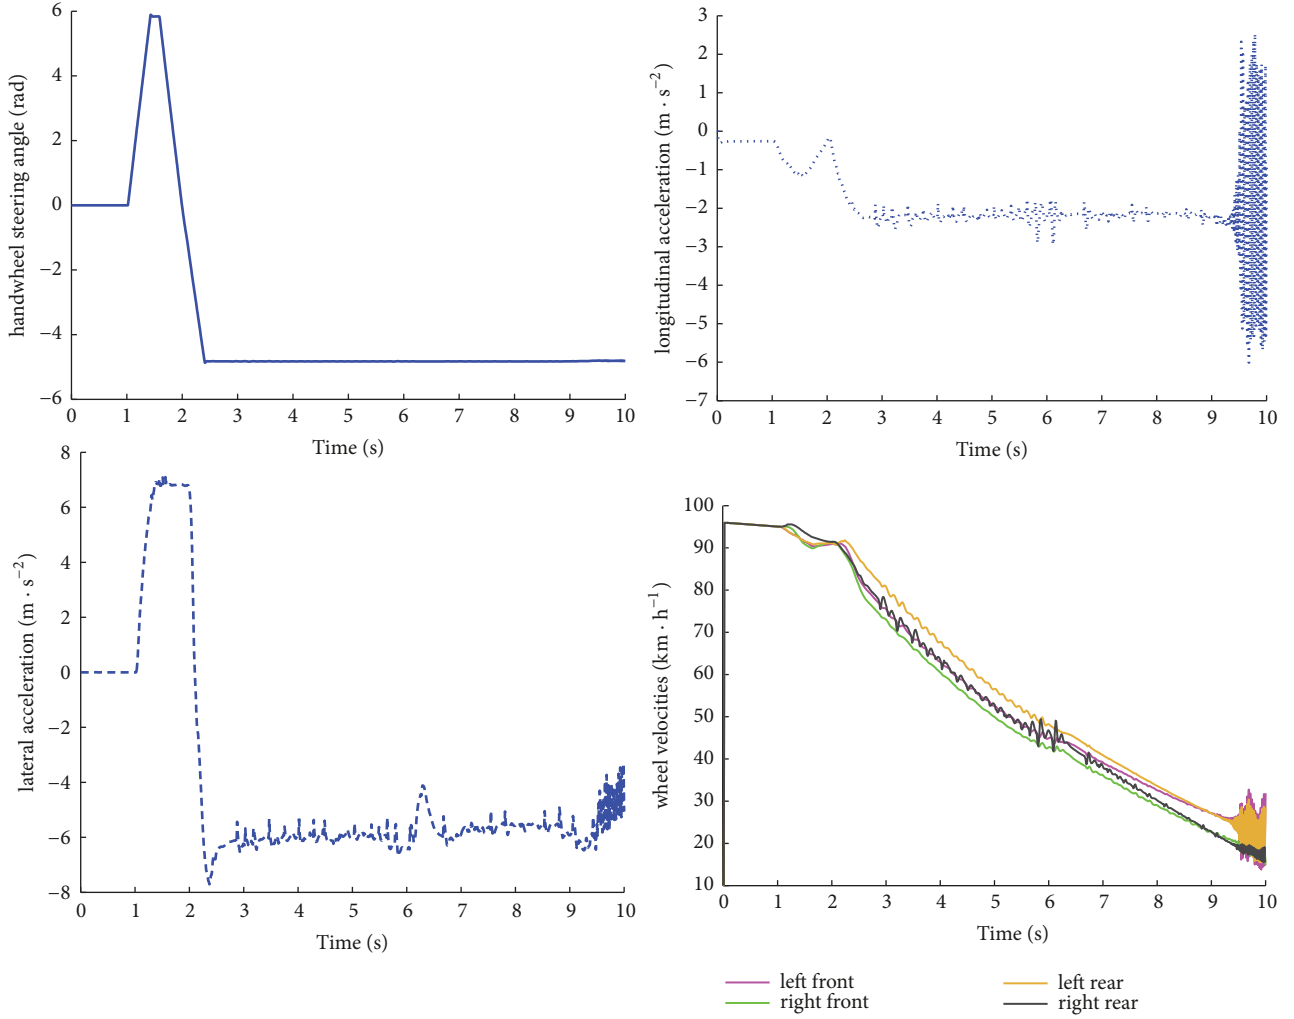 handwheel steering angle (rad)
6
4
2
0
−2
−4
−6
0 1 2 3 4 5 6 7 8 9 10
Time (s)
longitudinal acceleration (m · s−2)
3
2
1
0
−1
−2
−3
−4
−5
−6
−7
0 1 2 3 4 5 6 7 8 9 10
Time (s)
lateral acceleration (m · s−2)
8
6
4
2
0
−2
−4
−6
−8
0 1 2 3 4 5 6 7 8 9 10
Time (s)
wheel velocities (km · h−1)
100
90
80
70
60
50
40
30
20
10
0 1 2 3 4 5 6 7 8 9 10
Time (s)
left front
right front
left rear
right rear